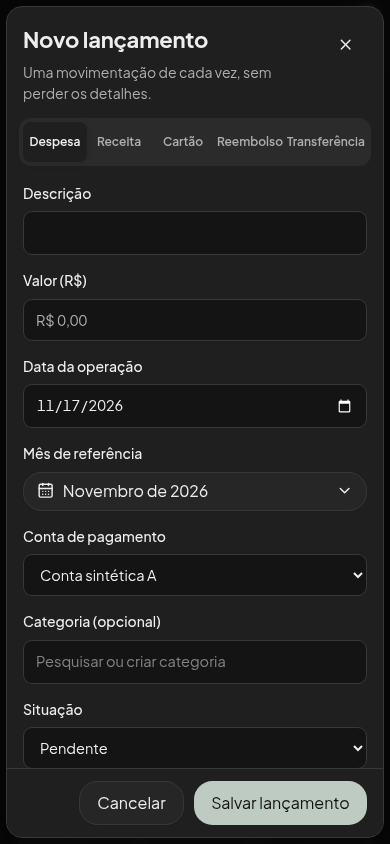 Novo lançamento
Uma movimentação de cada vez, sem
perder os detalhes.
Despesa Receita Cartão Reembolso Transferência
Descrição
Valor (R$)
R$ 0,00
Data da operação
11/17/2026
Mês de referência
Novembro de 2026
Conta de pagamento
Conta sintética A
Categoria (opcional)
Pesquisar ou criar categoria
Situação
Pendente
Cancelar Salvar lançamento